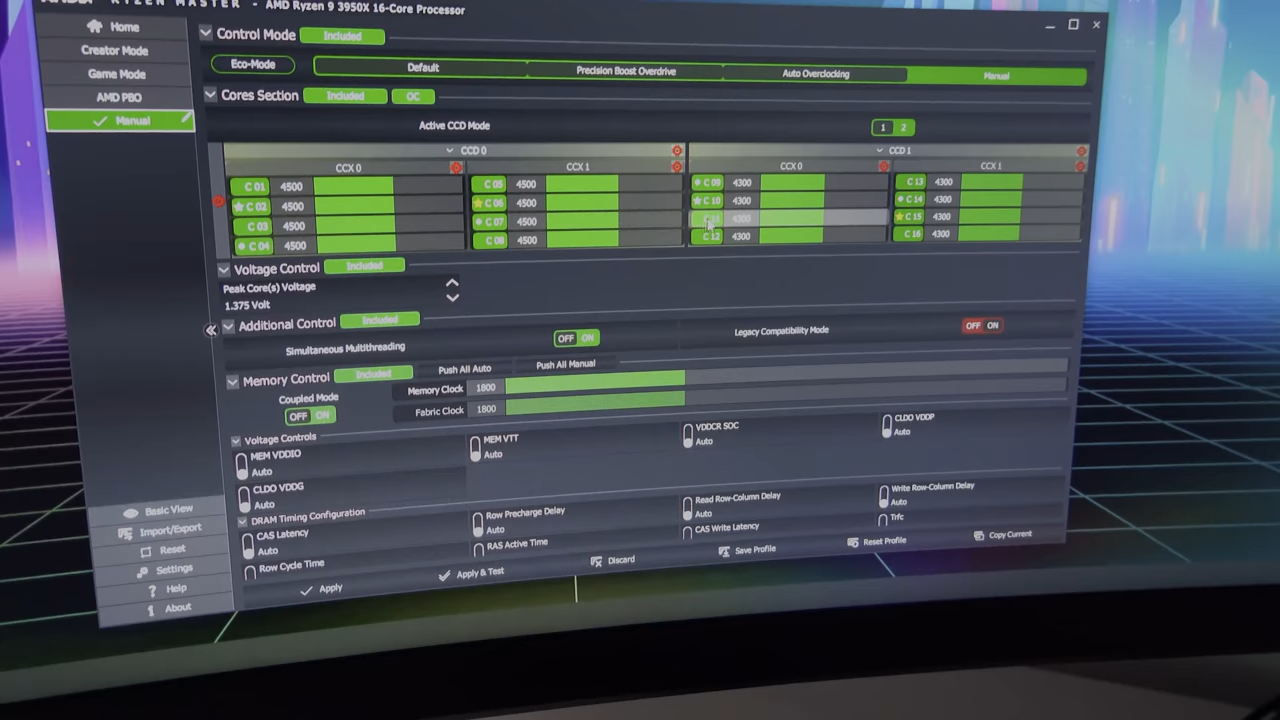 RYZEN MASTER - AMD Ryzen 9 3950X 16-Core Processor
Home
Creator Mode
Game Mode
AMD PBO
Manual
Basic View
Import/Export
Reset
Settings
Help
About
Control Mode Included
Eco-Mode Default Precision Boost Overdrive Auto Overclocking Manual
Cores Section Included OC
Active CCD Mode 1 2
CCD 0 CCD 1
CCX 0 CCX 1 CCX 0 CCX 1
C 01 4500 C 05 4500 C 09 4300 C 13 4300
C 02 4500 C 06 4500 C 10 4300 C 14 4300
C 03 4500 C 07 4500 C 11 4300 C 15 4300
C 04 4500 C 08 4500 C 12 4300 C 16 4300
Voltage Control Included
Peak Core(s) Voltage
1.375 Volt
Additional Control Included
Simultaneous Multithreading OFF ON Legacy Compatibility Mode OFF ON
Memory Control Included Push All Auto Push All Manual
Coupled Mode Memory Clock 1800
OFF ON Fabric Clock 1800
Voltage Controls
MEM VDDIO MEM VTT VDDCR SOC CLDO VDDP
Auto Auto Auto Auto
CLDO VDDG
Auto
DRAM Timing Configuration
CAS Latency Row Precharge Delay Read Row-Column Delay Write Row-Column Delay
Auto Auto Auto Auto
Row Cycle Time RAS Active Time CAS Write Latency Trfc
Apply Apply & Test Discard Save Profile Reset Profile Copy Current